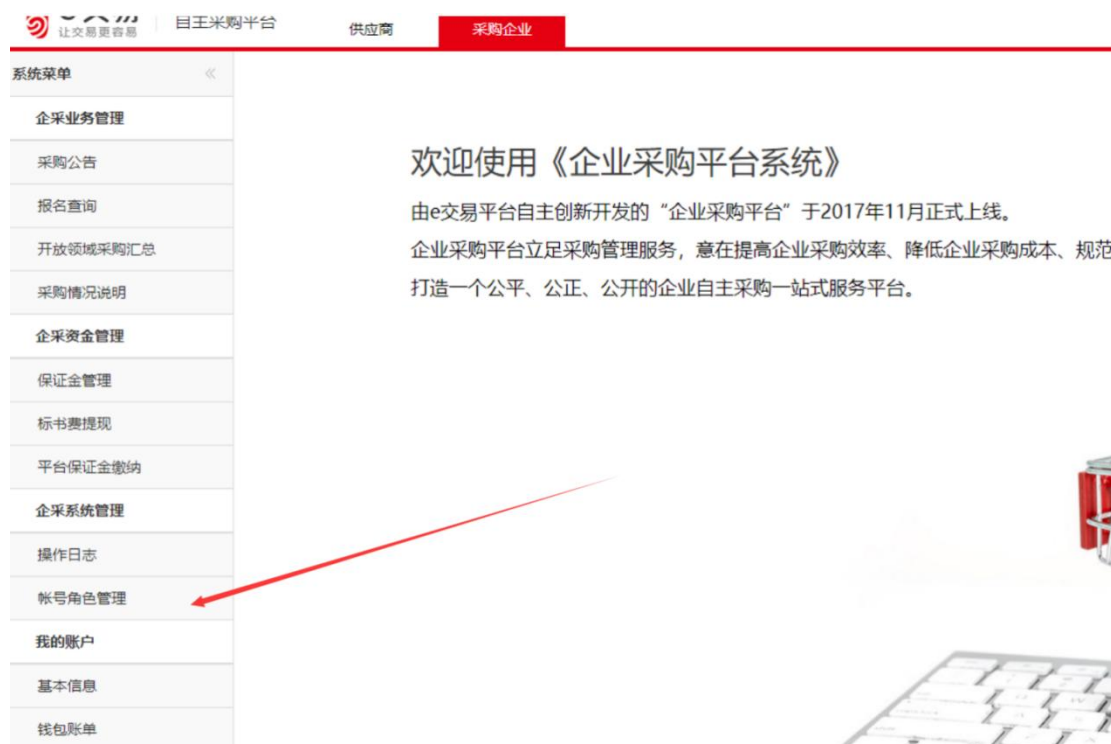 让交易更容易
自主采购平台
供应商
采购企业
系统菜单
企采业务管理
采购公告
报名查询
开放领域采购汇总
采购情况说明
企采资金管理
保证金管理
标书费提现
平台保证金缴纳
企采系统管理
操作日志
帐号角色管理
我的账户
基本信息
钱包账单
欢迎使用《企业采购平台系统》
由e交易平台自主创新开发的“企业采购平台”于2017年11月正式上线。
企业采购平台立足采购管理服务，意在提高企业采购效率、降低企业采购成本、规范
打造一个公平、公正、公开的企业自主采购一站式服务平台。